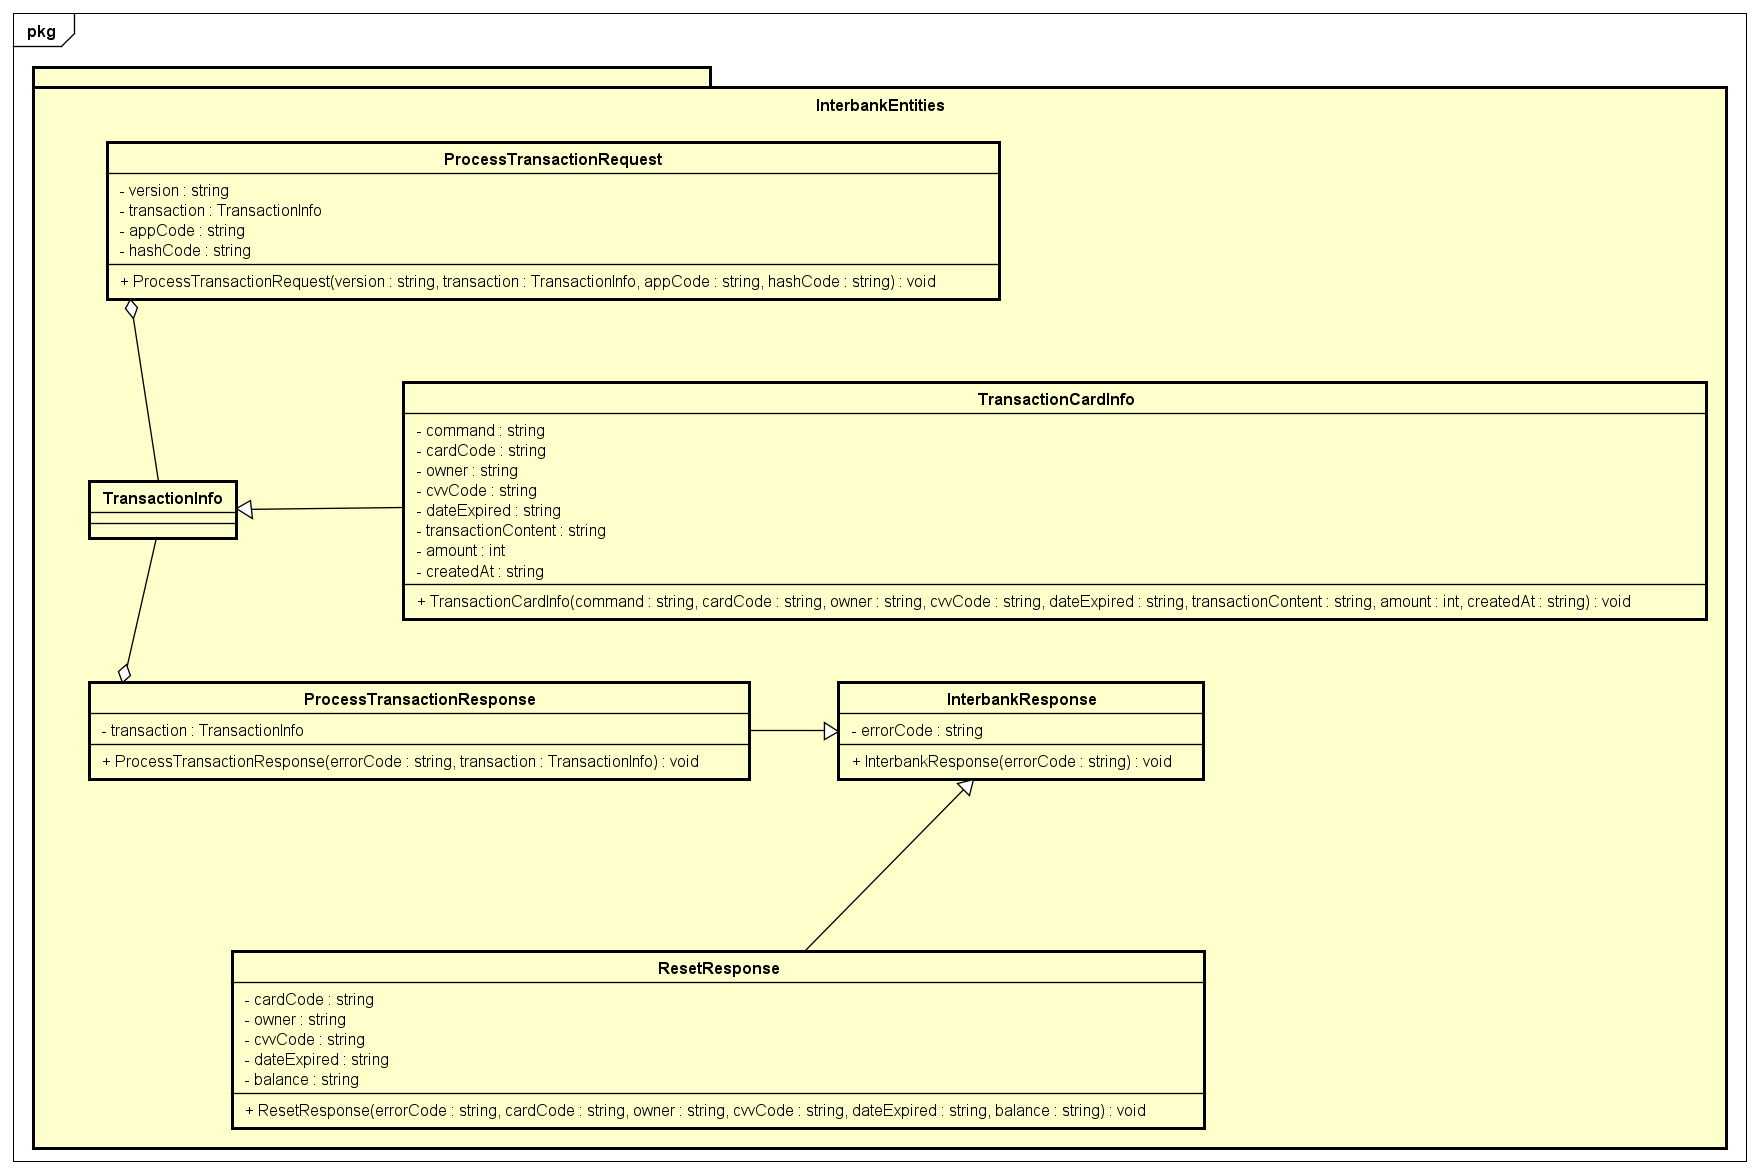 pkg
InterbankEntities
ProcessTransactionRequest
- version : string
- transaction : TransactionInfo
- appCode : string
- hashCode : string
+ ProcessTransactionRequest(version : string, transaction : TransactionInfo, appCode : string, hashCode : string) : void
TransactionCardInfo
- command : string
- cardCode : string
- owner : string
- cvvCode : string
- dateExpired : string
- transactionContent : string
- amount : int
- createdAt : string
+ TransactionCardInfo(command : string, cardCode : string, owner : string, cvvCode : string, dateExpired : string, transactionContent : string, amount : int, createdAt : string) : void
TransactionInfo
ProcessTransactionResponse
- transaction : TransactionInfo
+ ProcessTransactionResponse(errorCode : string, transaction : TransactionInfo) : void
InterbankResponse
- errorCode : string
+ InterbankResponse(errorCode : string) : void
ResetResponse
- cardCode : string
- owner : string
- cvvCode : string
- dateExpired : string
- balance : string
+ ResetResponse(errorCode : string, cardCode : string, owner : string, cvvCode : string, dateExpired : string, balance : string) : void